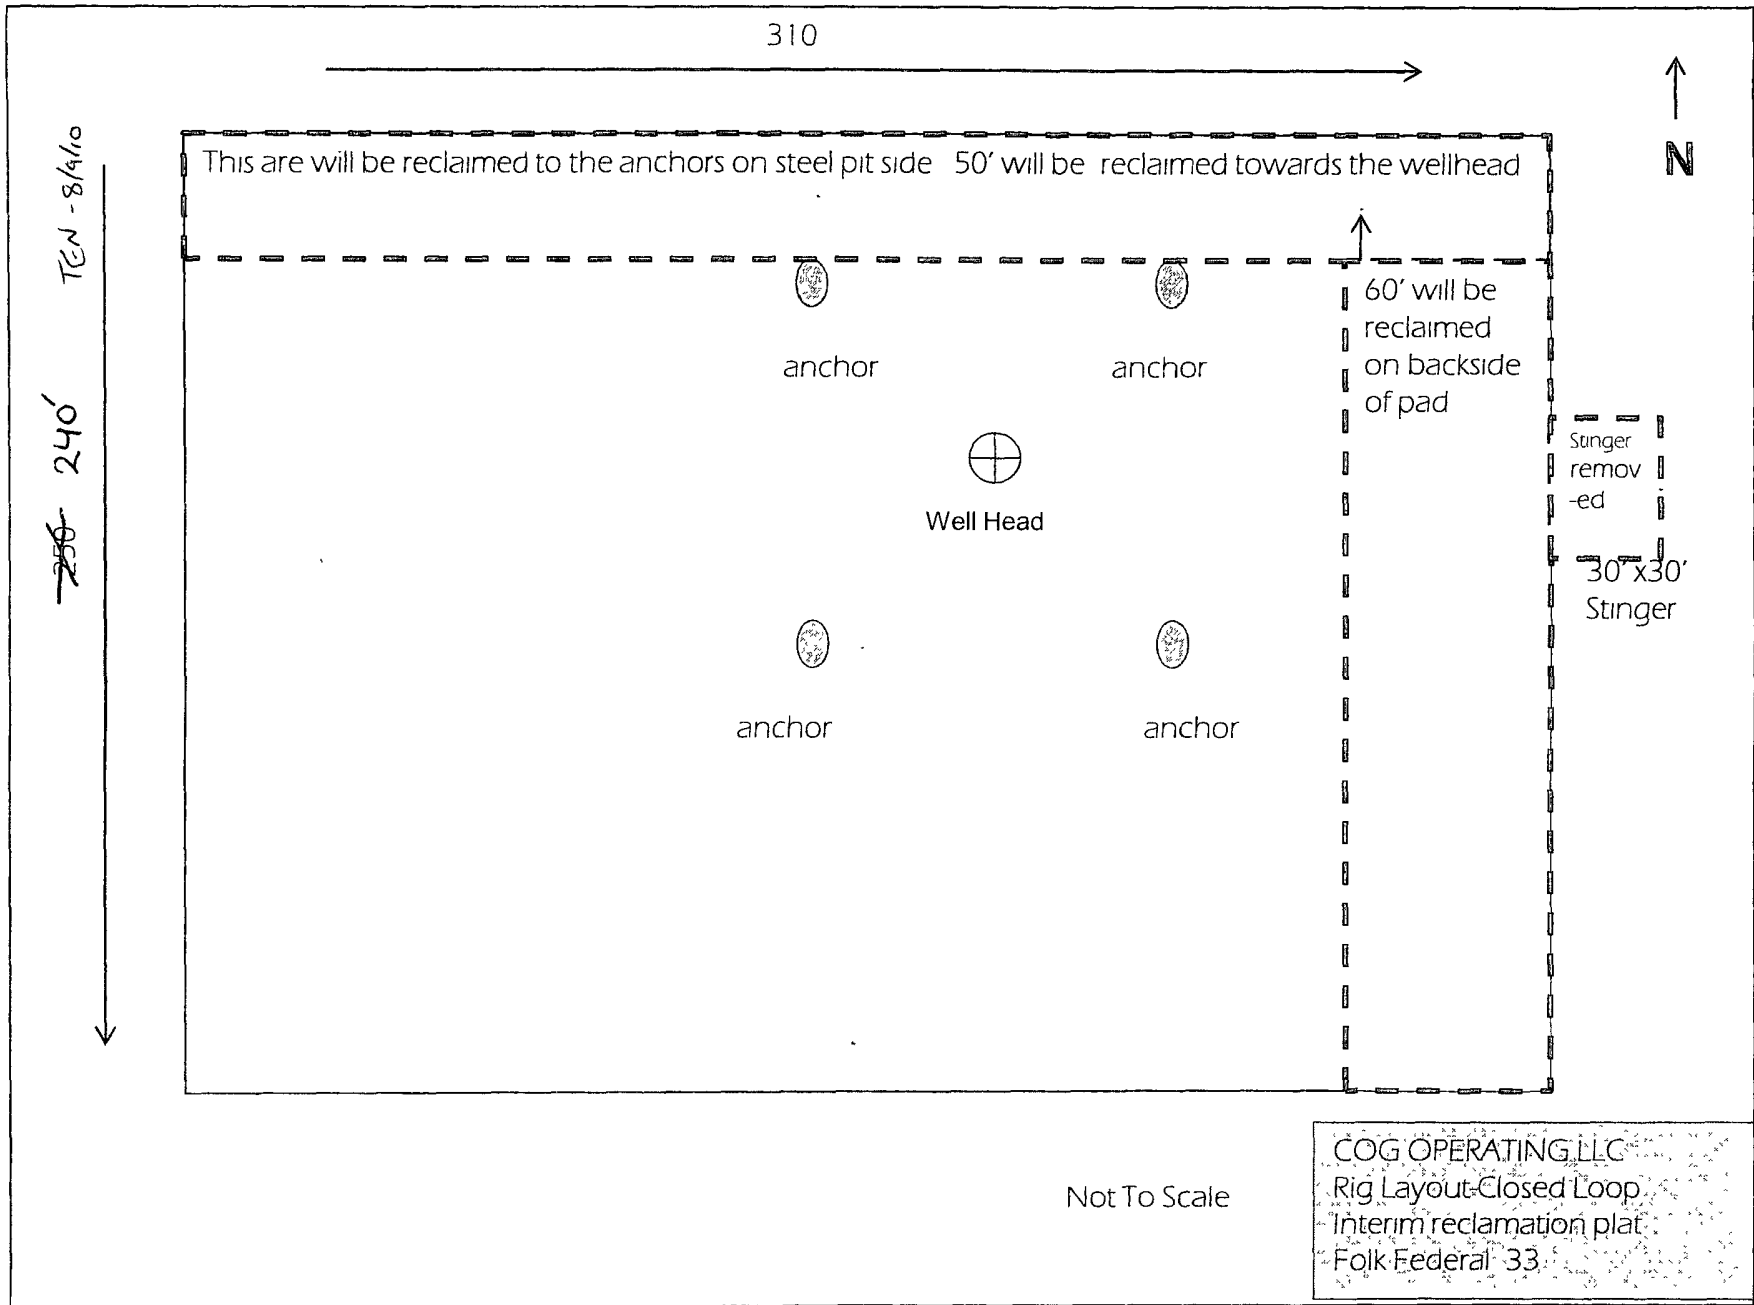 310
N
TEN - 8/9/10
This are will be reclaimed to the anchors on steel pit side 50' will be reclaimed towards the wellhead
60' will be
reclaimed
on backside
of pad
anchor
anchor
250 240'
Stinger
remov
-ed
Well Head
30'x30'
Stinger
anchor
anchor
Not To Scale
COG OPERATING LLC
Rig Layout-Closed Loop
Interim reclamation plat
Folk Federal 33